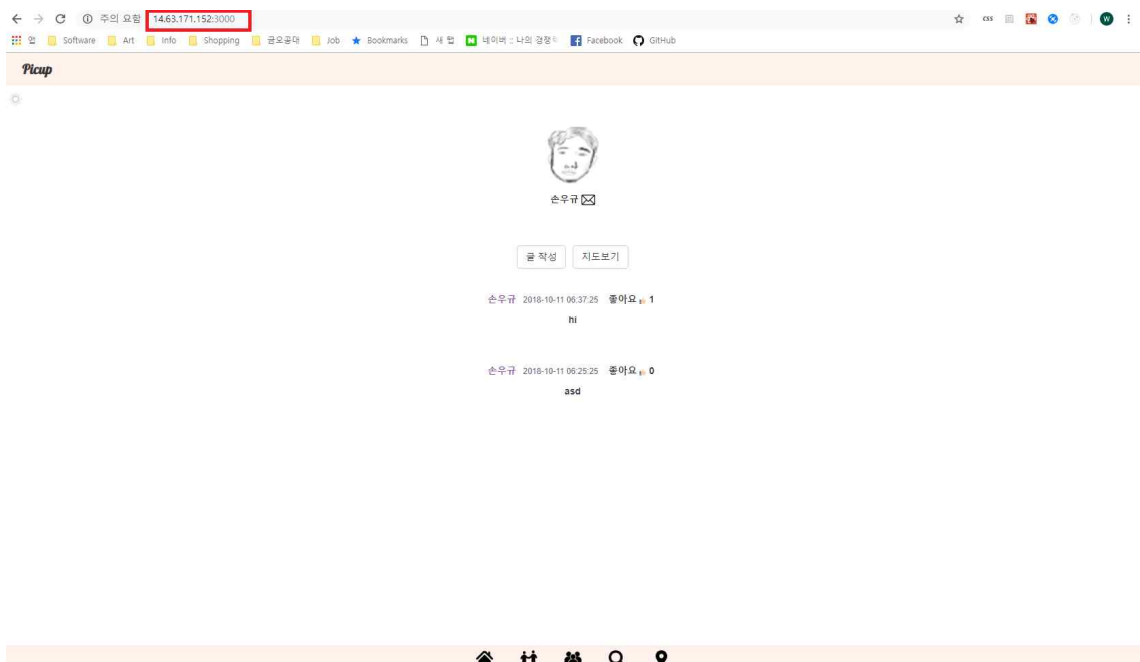 주의 요함 14.63.171.152:3000
css W
앱 Software Art Info Shopping 금오공대 Job Bookmarks 새 탭 네이버 :: 나의 경쟁 Facebook GitHub
Picup
손우규
글 작성 지도보기
손우규 2018-10-11 06:37:25 좋아요 1
hi
손우규 2018-10-11 06:25:25 좋아요 0
asd